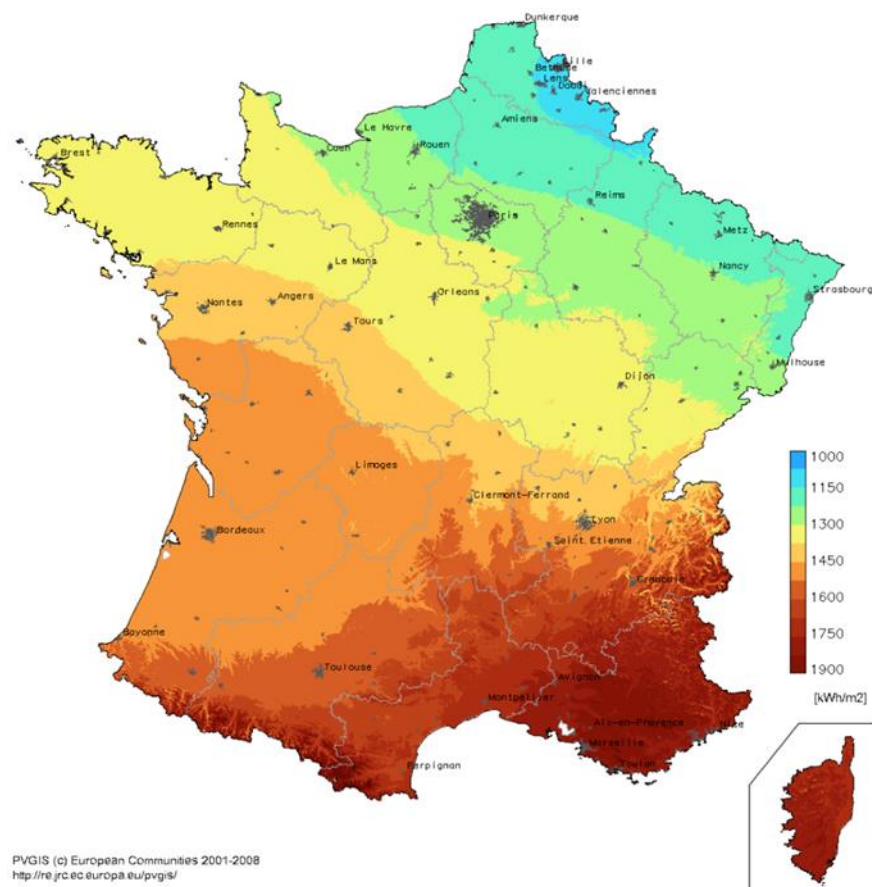 Dunkerque
Lille
Bethune
Lens
Douai
Valenciennes
Amiens
Le Havre
Rouen
Caen
Reims
Brest
Paris
Metz
Rennes
Nancy
Le Mans
Strasbourg
Orleans
Nantes
Angers
Tours
Mulhouse
Dijon
1000
1150
1300
1450
1600
1750
1900
[kWh/m2]
Limoges
Clermont-Ferrand
Lyon
Bordeaux
Saint Etienne
Grenoble
Bayonne
Toulouse
Avignon
Montpellier
Aix-en-Provence
Nice
Marseille
Toulon
Perpignan
PVGIS (c) European Communities 2001-2008
http://re.jrc.ec.europa.eu/pvgis/